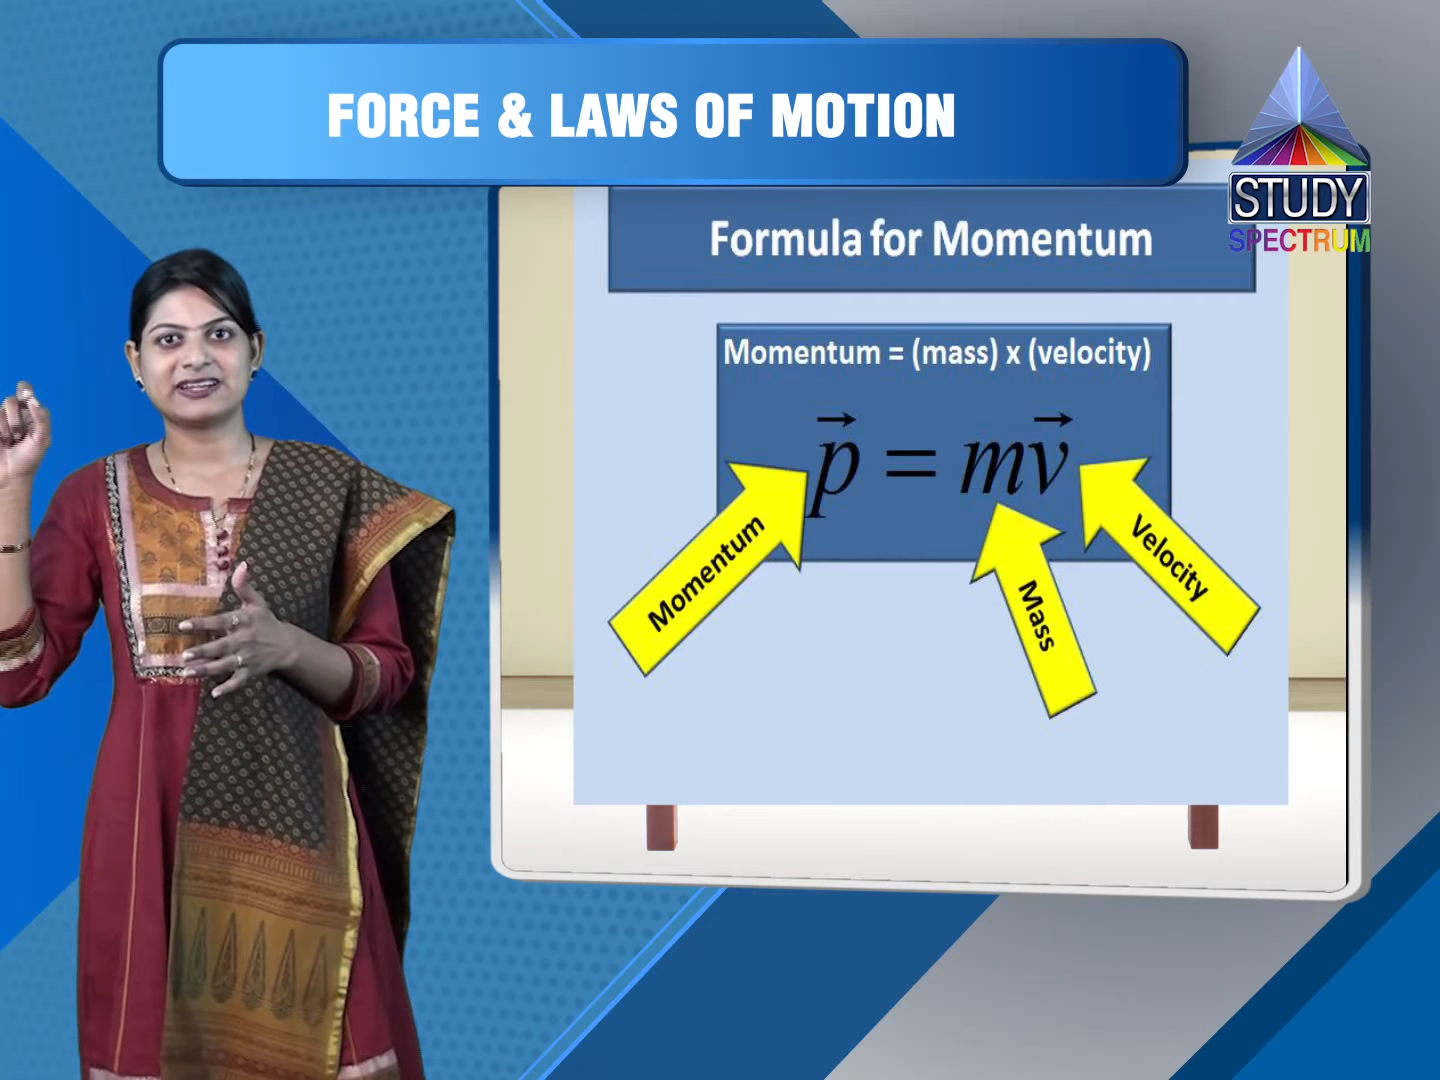 FORCE & LAWS OF MOTION
STUDY
SPECTRUM
Formula for Momentum
Momentum = (mass) x (velocity)
p⃗ = mv⃗
Momentum
Mass
Velocity